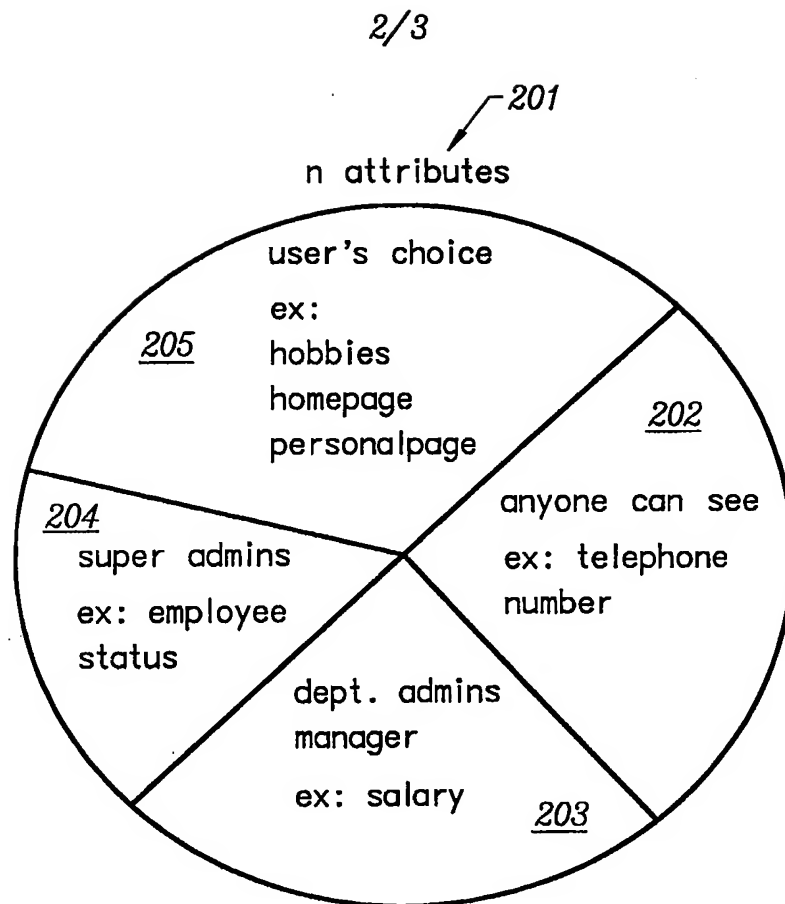 2/3
201
n attributes
user's choice
ex:
hobbies
homepage
personalpage
205
202
anyone can see
ex: telephone
number
204
super admins
ex: employee
status
dept. admins
manager
ex: salary
203